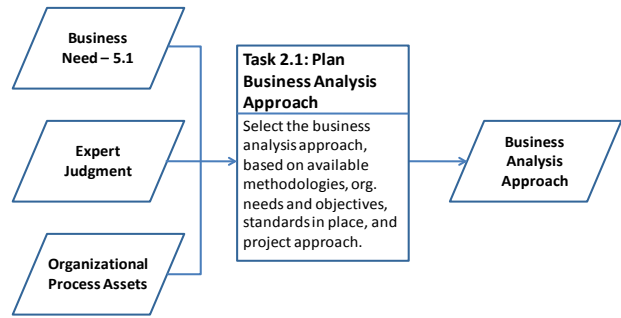 Business
Need – 5.1
Expert
Judgment
Organizational
Process Assets
Task 2.1: Plan
Business Analysis
Approach
Select the business
analysis approach,
based on available
methodologies, org.
needs and objectives,
standards in place, and
project approach.
Business
Analysis
Approach